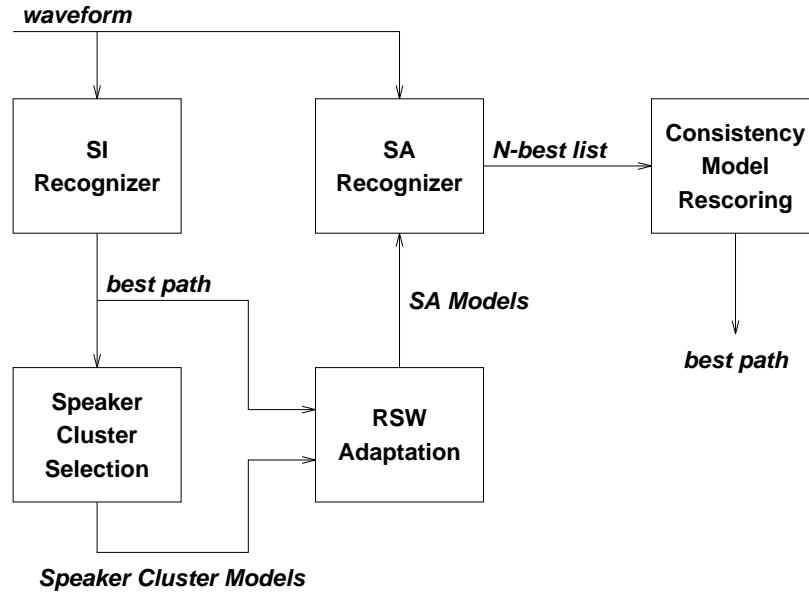 waveform
SI
Recognizer
SA
Recognizer
N-best list
Consistency
Model
Rescoring
best path
SA Models
best path
Speaker
Cluster
Selection
RSW
Adaptation
Speaker Cluster Models